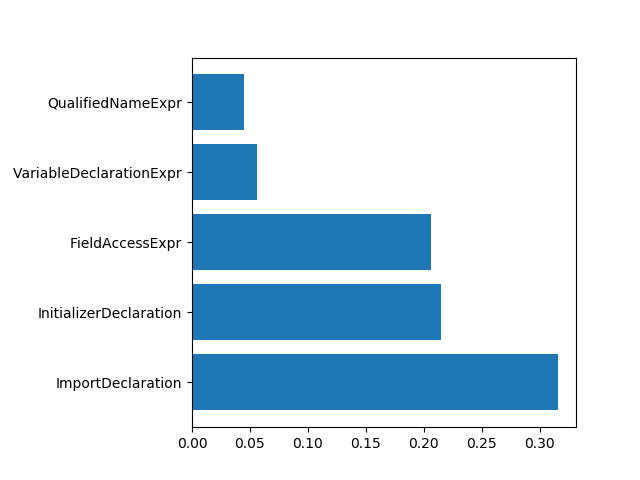 QualifiedNameExpr
VariableDeclarationExpr
FieldAccessExpr
InitializerDeclaration
ImportDeclaration
0.00 0.05 0.10 0.15 0.20 0.25 0.30